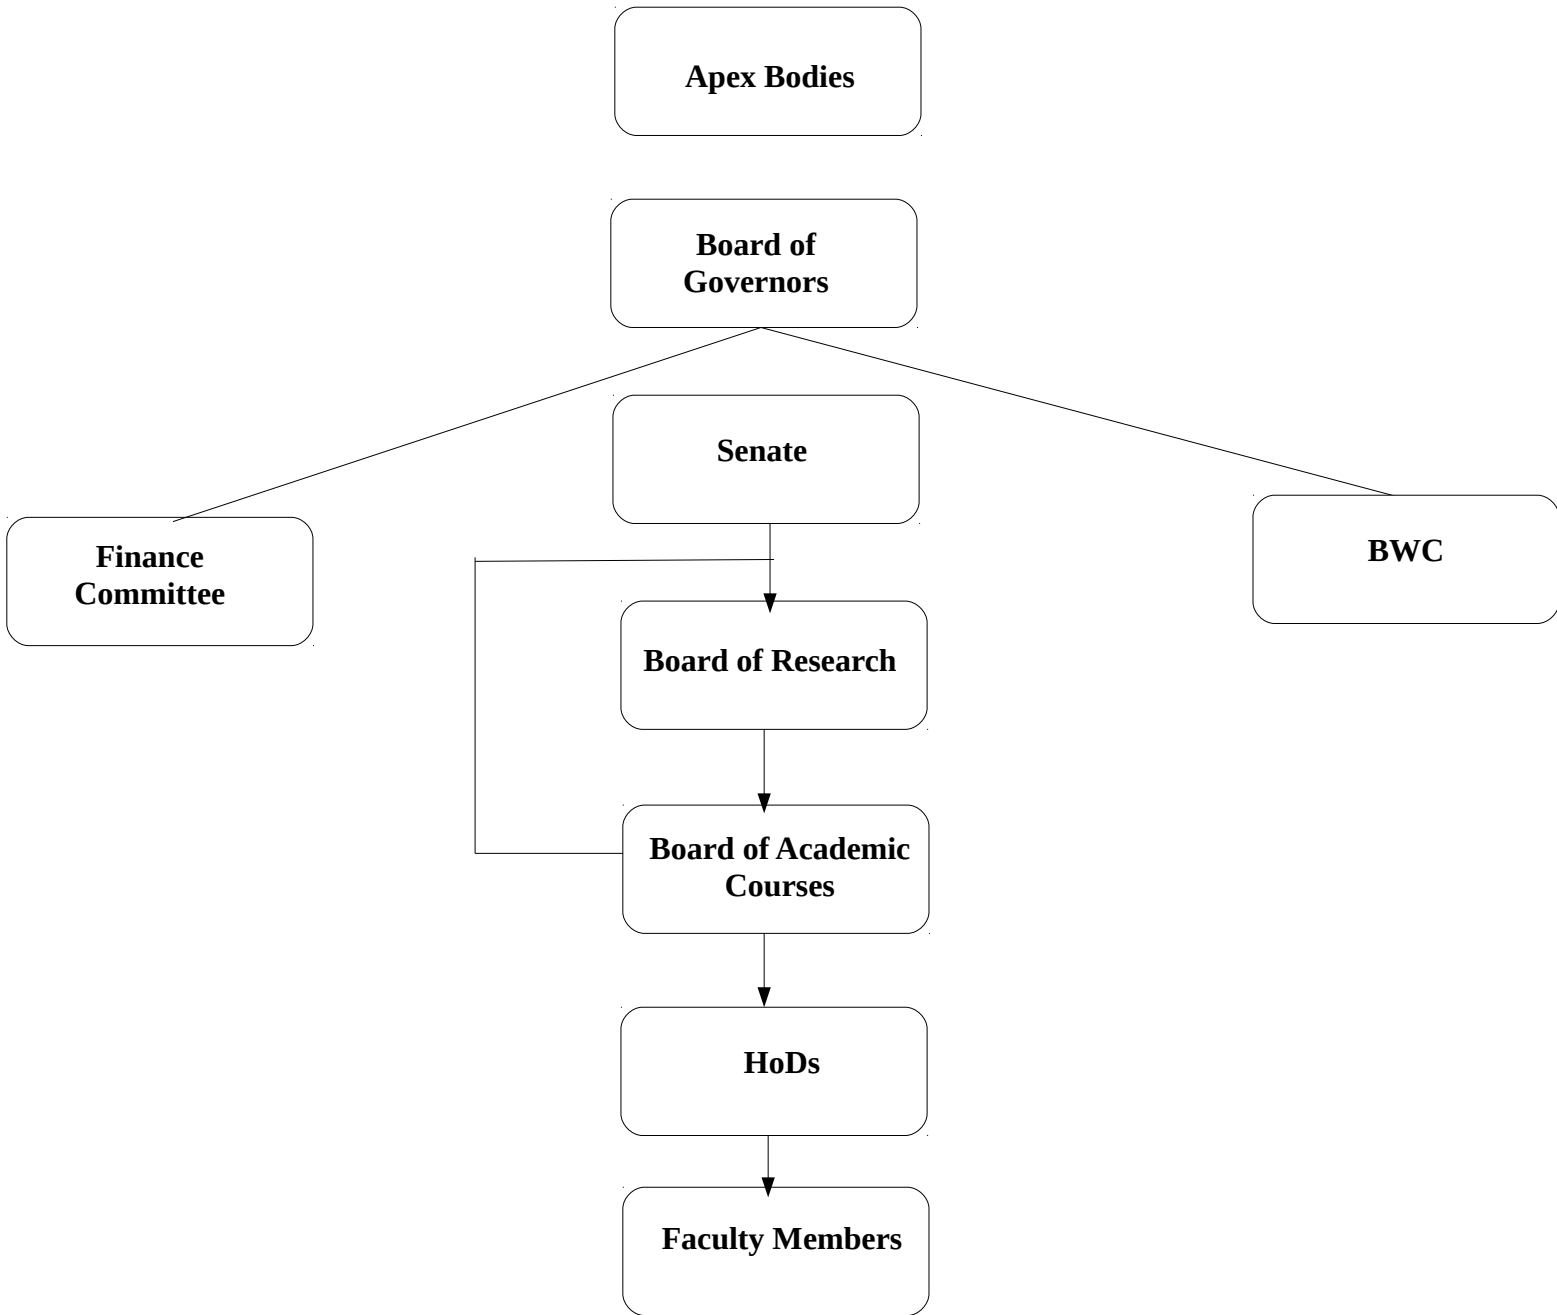 Apex Bodies
Board of
Governors
Senate
Finance
Committee
BWC
Board of Research
Board of Academic
Courses
HoDs
Faculty Members